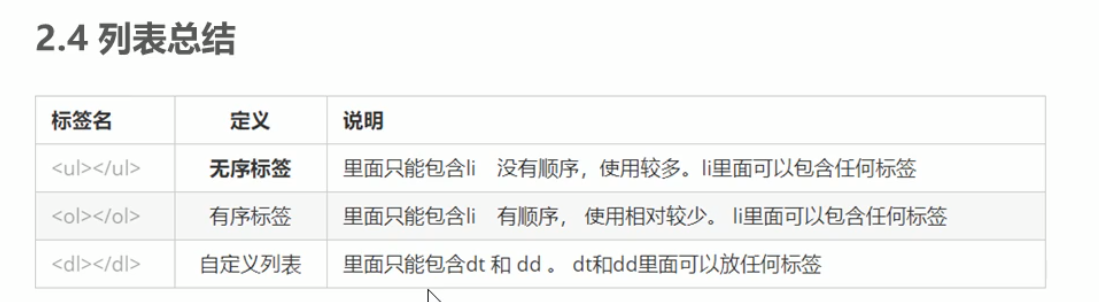 2.4 列表总结
标签名 定义 说明
<ul></ul> 无序标签 里面只能包含li 没有顺序，使用较多。li里面可以包含任何标签
<ol></ol> 有序标签 里面只能包含li 有顺序， 使用相对较少。 li里面可以包含任何标签
<dl></dl> 自定义列表 里面只能包含dt 和 dd 。 dt和dd里面可以放任何标签